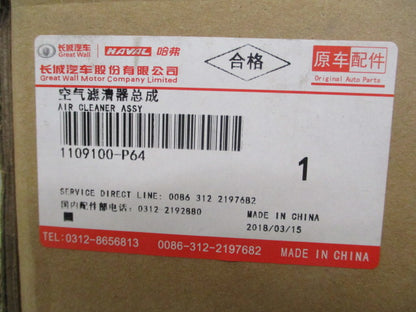 长城汽车 HAVAL 哈弗
Great Wall
长城汽车股份有限公司
Great Wall Motor Company Limited
合格
原车配件
Original Auto Parts
空气滤清器总成
AIR CLEANER ASSY
1109100-P64
1
SERVICE DIRECT LINE: 0086 312 2197682
国内配件部电话: 0312-2192880
MADE IN CHINA
2018/03/15
TEL:0312-8656813 0086-312-2197682 MADE IN CHINA